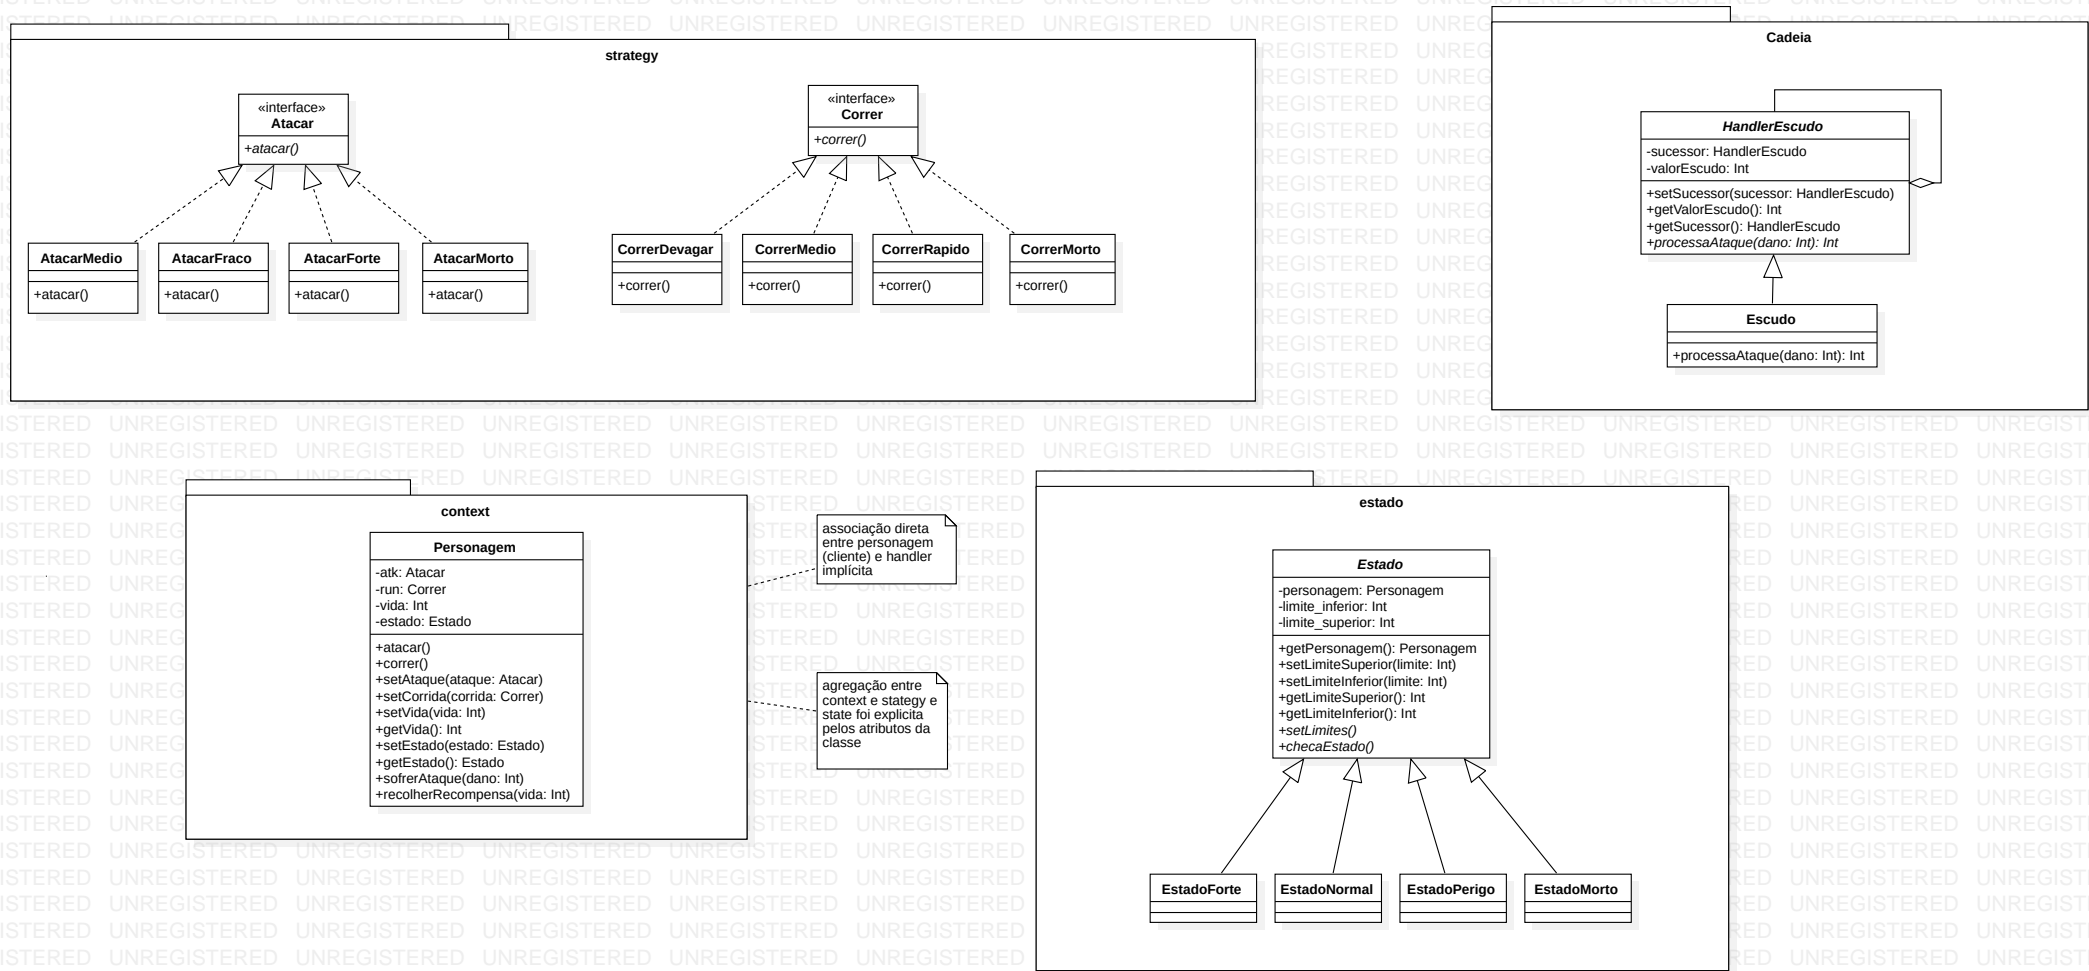 strategy
«interface»
Atacar
+atacar()
«interface»
Correr
+correr()
AtacarMedio
+atacar()
AtacarFraco
+atacar()
AtacarForte
+atacar()
AtacarMorto
+atacar()
CorrerDevagar
+correr()
CorrerMedio
+correr()
CorrerRapido
+correr()
CorrerMorto
+correr()
Cadeia
HandlerEscudo
-sucessor: HandlerEscudo
-valorEscudo: Int
+setSucessor(sucessor: HandlerEscudo)
+getValorEscudo(): Int
+getSucessor(): HandlerEscudo
+processaAtaque(dano: Int): Int
Escudo
+processaAtaque(dano: Int): Int
context
Personagem
-atk: Atacar
-run: Correr
-vida: Int
-estado: Estado
+atacar()
+correr()
+setAtaque(ataque: Atacar)
+setCorrida(corrida: Correr)
+setVida(vida: Int)
+getVida(): Int
+setEstado(estado: Estado)
+getEstado(): Estado
+sofrerAtaque(dano: Int)
+recolherRecompensa(vida: Int)
associação direta
entre personagem
(cliente) e handler
implícita
agregação entre
context e stategy e
state foi explicita
pelos atributos da
classe
estado
Estado
-personagem: Personagem
-limite_inferior: Int
-limite_superior: Int
+getPersonagem(): Personagem
+setLimiteSuperior(limite: Int)
+setLimiteInferior(limite: Int)
+getLimiteSuperior(): Int
+getLimiteInferior(): Int
+setLimites()
+checaEstado()
EstadoForte
EstadoNormal
EstadoPerigo
EstadoMorto
UNREGISTERED